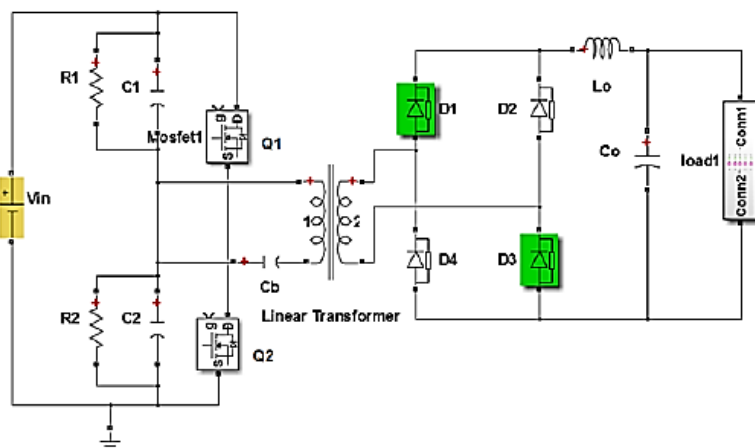 R1
C1
g
D
S
Mosfet1
Q1
D1
D2
Lo
Co
load1
Conn1
Conn2
+
Vin
1
2
D4
D3
Cb
Linear Transformer
R2
C2
g
D
S
Q2